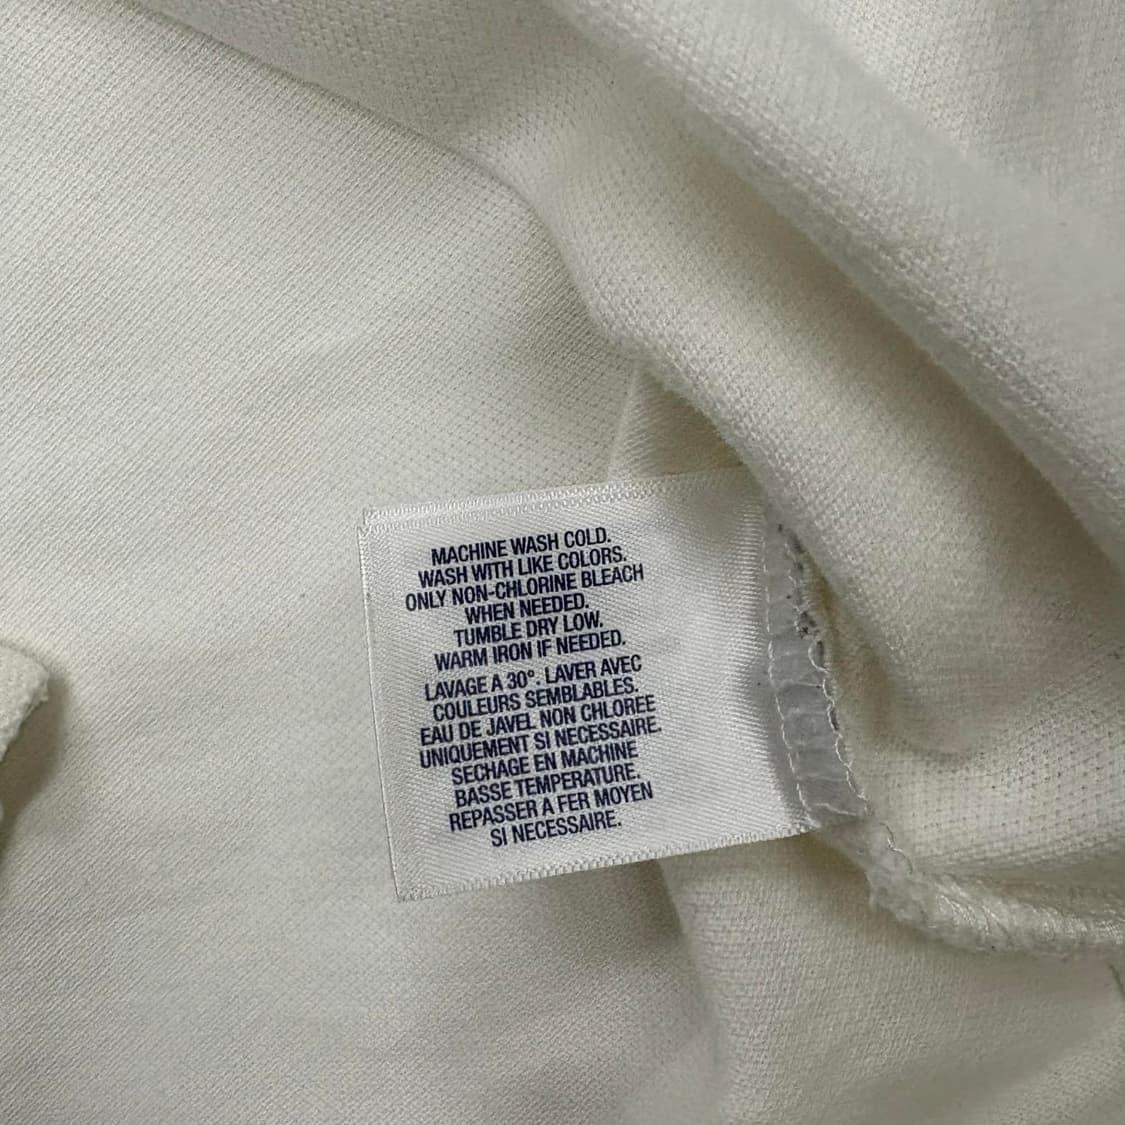 MACHINE WASH COLD.
WASH WITH LIKE COLORS.
ONLY NON-CHLORINE BLEACH
WHEN NEEDED.
TUMBLE DRY LOW.
WARM IRON IF NEEDED.
LAVAGE A 30°. LAVER AVEC
COULEURS SEMBLABLES.
EAU DE JAVEL NON CHLOREE
UNIQUEMENT SI NECESSAIRE.
SECHAGE EN MACHINE
BASSE TEMPERATURE.
REPASSER A FER MOYEN
SI NECESSAIRE.